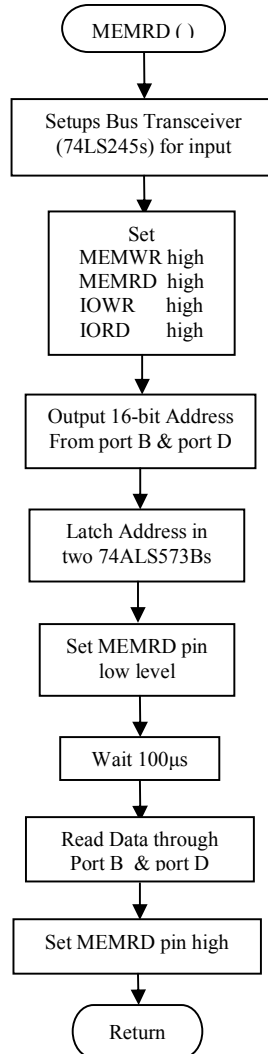 MEMRD ( )
Setups Bus Transceiver
(74LS245s) for input
Set
MEMWR high
MEMRD high
IOWR high
IORD high
Output 16-bit Address
From port B & port D
Latch Address in
two 74ALS573Bs
Set MEMRD pin
low level
Wait 100µs
Read Data through
Port B & port D
Set MEMRD pin high
Return